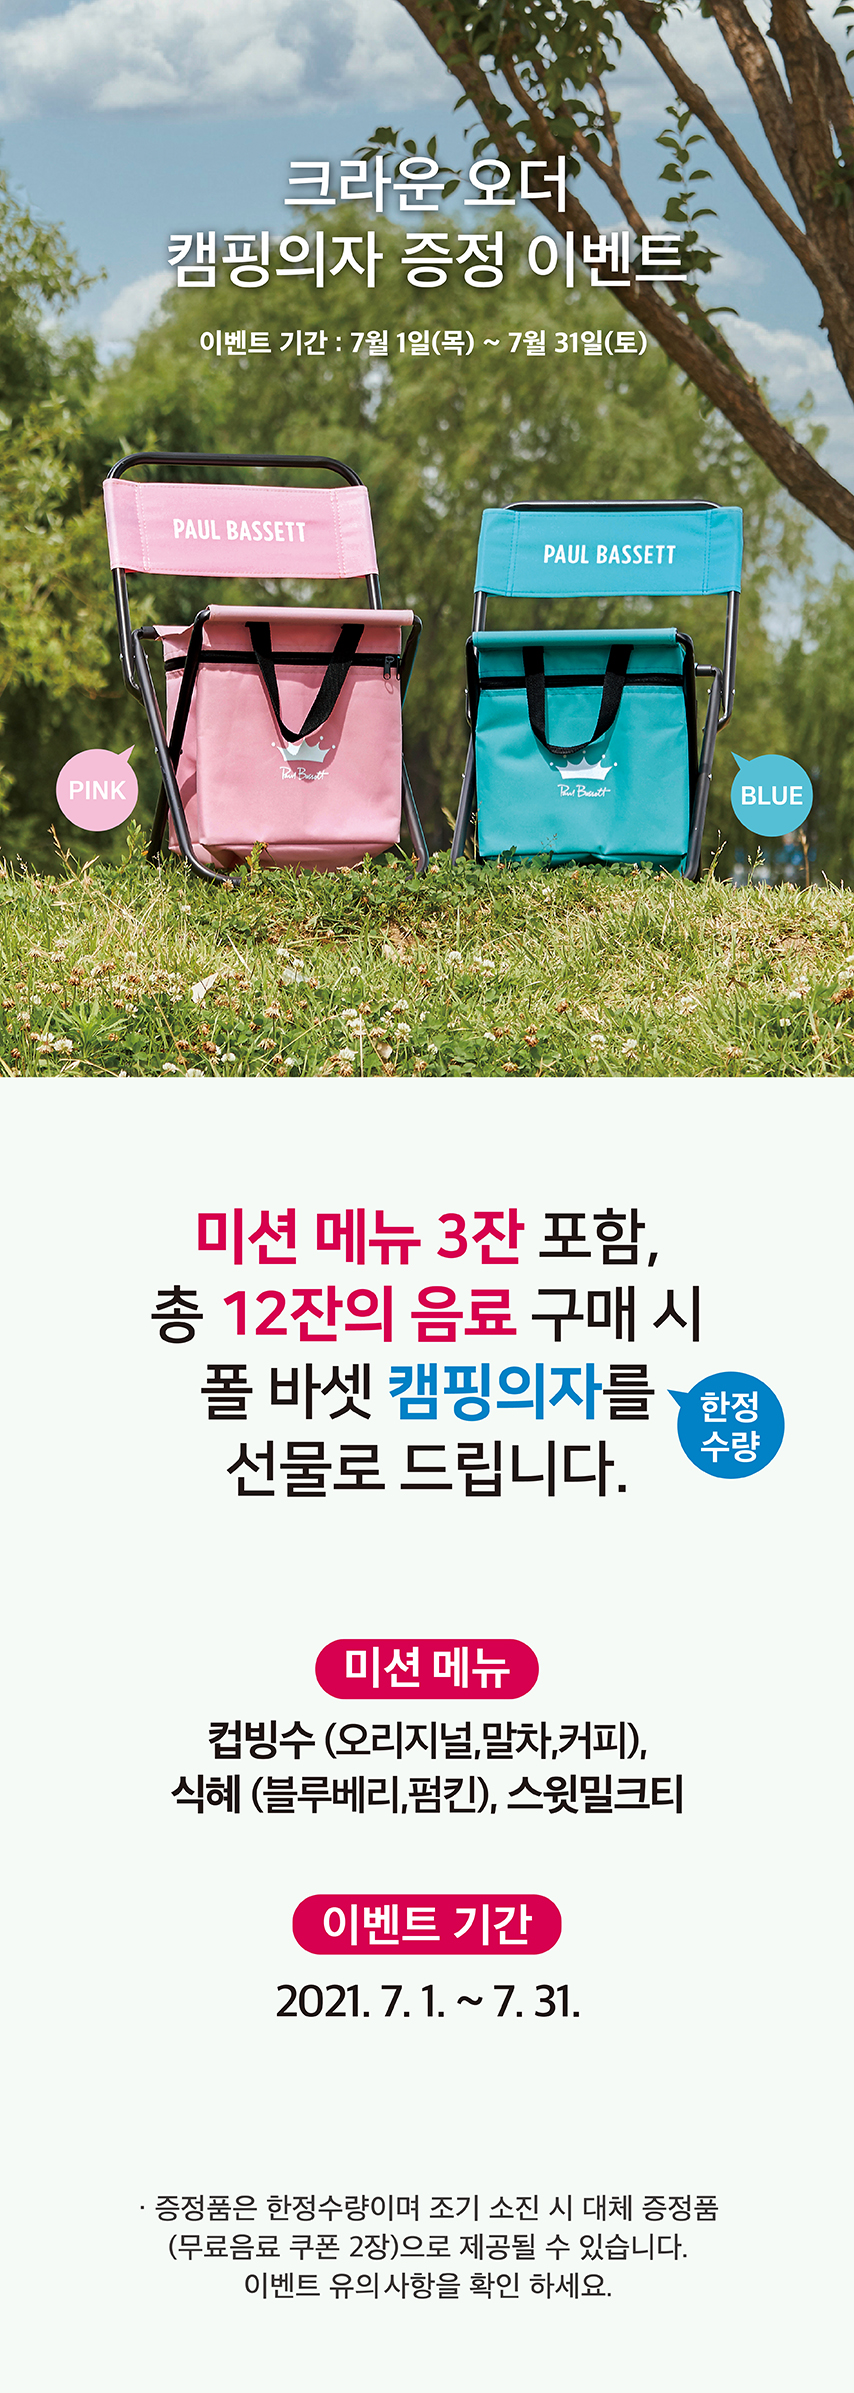 크라운 오더
캠핑의자 증정 이벤트
이벤트 기간 : 7월 1일(목) ~ 7월 31일(토)
PAUL BASSETT
PAUL BASSETT
Paul Bassett
Paul Bassett
PINK
BLUE
미션 메뉴 3잔 포함,
총 12잔의 음료 구매 시
폴 바셋 캠핑의자를
한정
수량
선물로 드립니다.
미션 메뉴
컵빙수 (오리지널,말차,커피),
식혜 (블루베리,펌킨), 스윗밀크티
이벤트 기간
2021. 7. 1. ~ 7. 31.
· 증정품은 한정수량이며 조기 소진 시 대체 증정품
(무료음료 쿠폰 2장)으로 제공될 수 있습니다.
이벤트 유의사항을 확인 하세요.